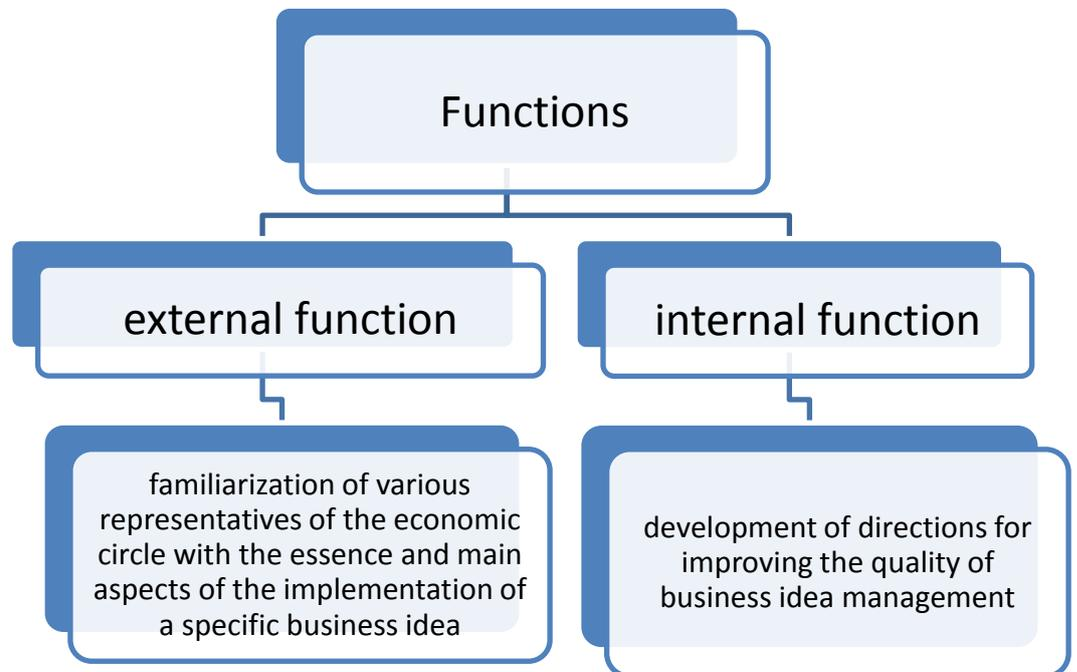 Functions
external function
internal function
familiarization of various
representatives of the economic
circle with the essence and main
aspects of the implementation of
a specific business idea
development of directions for
improving the quality of
business idea management